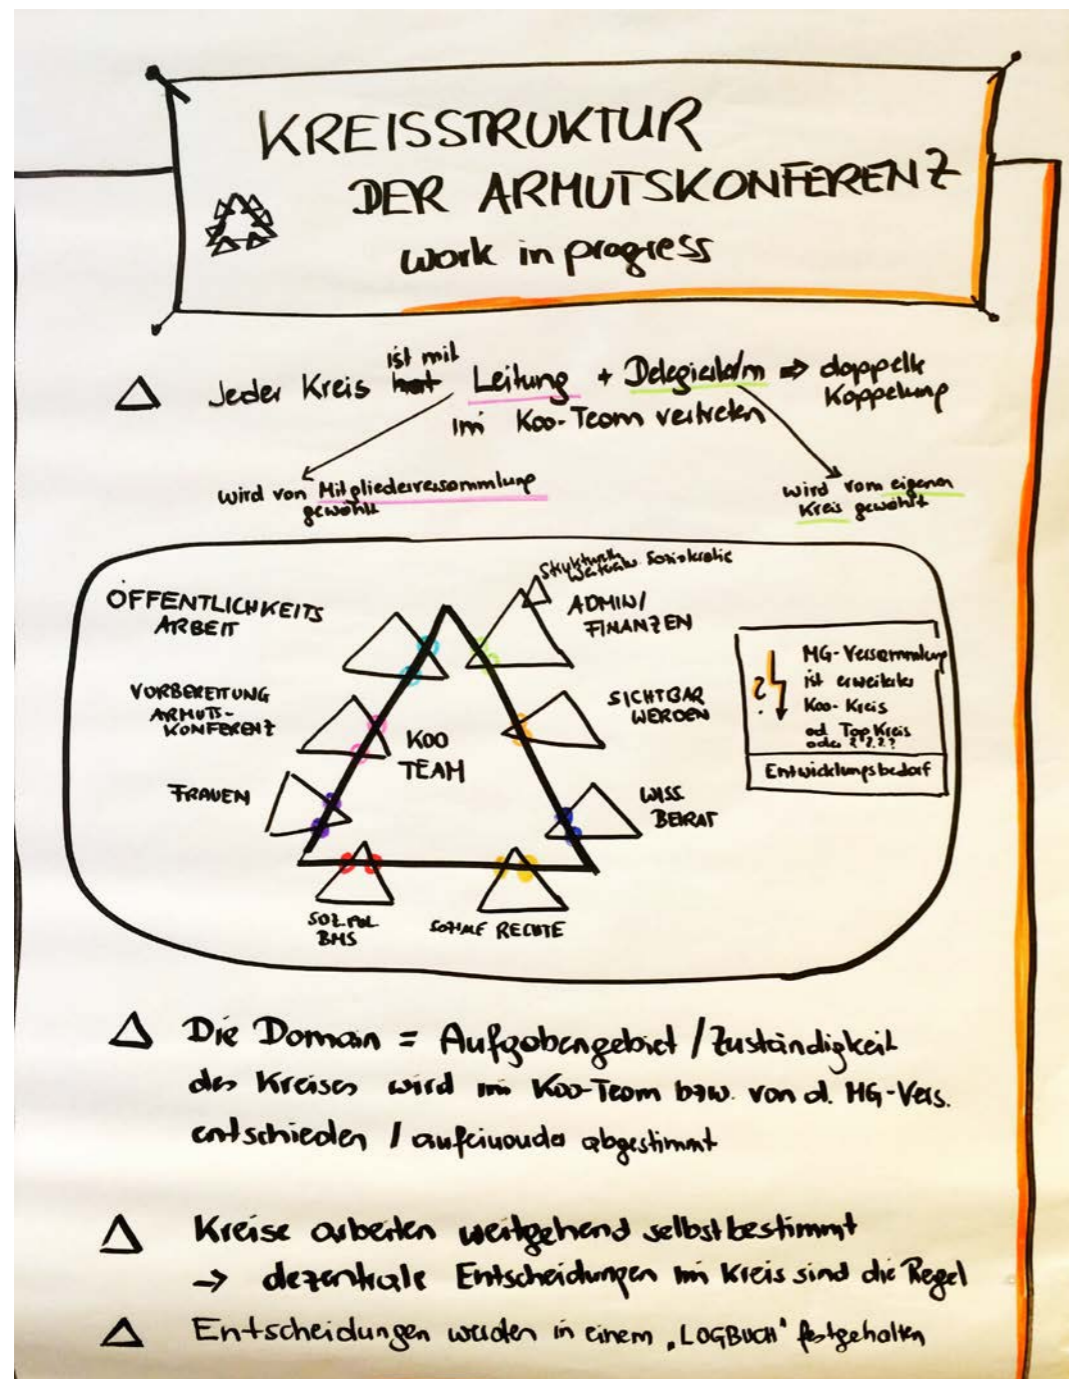 KREISSTRUKTUR
DER ARMUTSKONFERENZ
work in progress
ist mit
Jeder Kreis hat Leitung + Delegierte/m ⇒ doppelte
Koppelung
im Koo-Team vertreten
wird von Mitgliederversammlung
gewählt
wird vom eigenen
Kreis gewählt
Soziokratie
ÖFFENTLICHKEITS
ARBEIT
ADMIN/
FINANZEN
VORBEREITUNG
ARMUTS-
KONFERENZ
SICHTBAR
WERDEN
KOO
TEAM
FRAUEN
WISS.
BEIRAT
SOZ.POL
BMS
SOZIALE RECHTE
?
MG-Versammlung
ist erweiterter
Koo-Kreis
od. Top Kreis
oder ????
Entwicklungsbedarf
Die Domain = Aufgabengebiet / Zuständigkeit
des Kreises wird im Koo-Team bzw. von d. MG-Vers.
entschieden / aufeinander abgestimmt
Kreise arbeiten weitgehend selbstbestimmt
→ dezentrale Entscheidungen im Kreis sind die Regel
Entscheidungen werden in einem „LOGBUCH" festgehalten